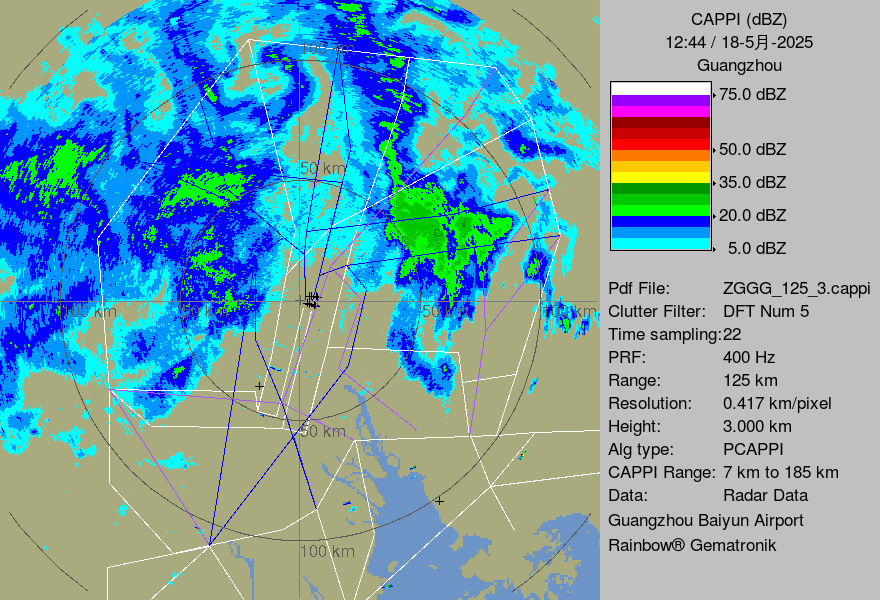 CAPPI (dBZ)
12:44 / 18-5月-2025
Guangzhou
75.0 dBZ
50.0 dBZ
35.0 dBZ
20.0 dBZ
5.0 dBZ
Pdf File: ZGGG_125_3.cappi
Clutter Filter: DFT Num 5
Time sampling:22
PRF: 400 Hz
Range: 125 km
Resolution: 0.417 km/pixel
Height: 3.000 km
Alg type: PCAPPI
CAPPI Range: 7 km to 185 km
Data: Radar Data
Guangzhou Baiyun Airport
Rainbow® Gematronik
100 km
50 km
100 km
50 km
50 km
100 km
50 km
100 km